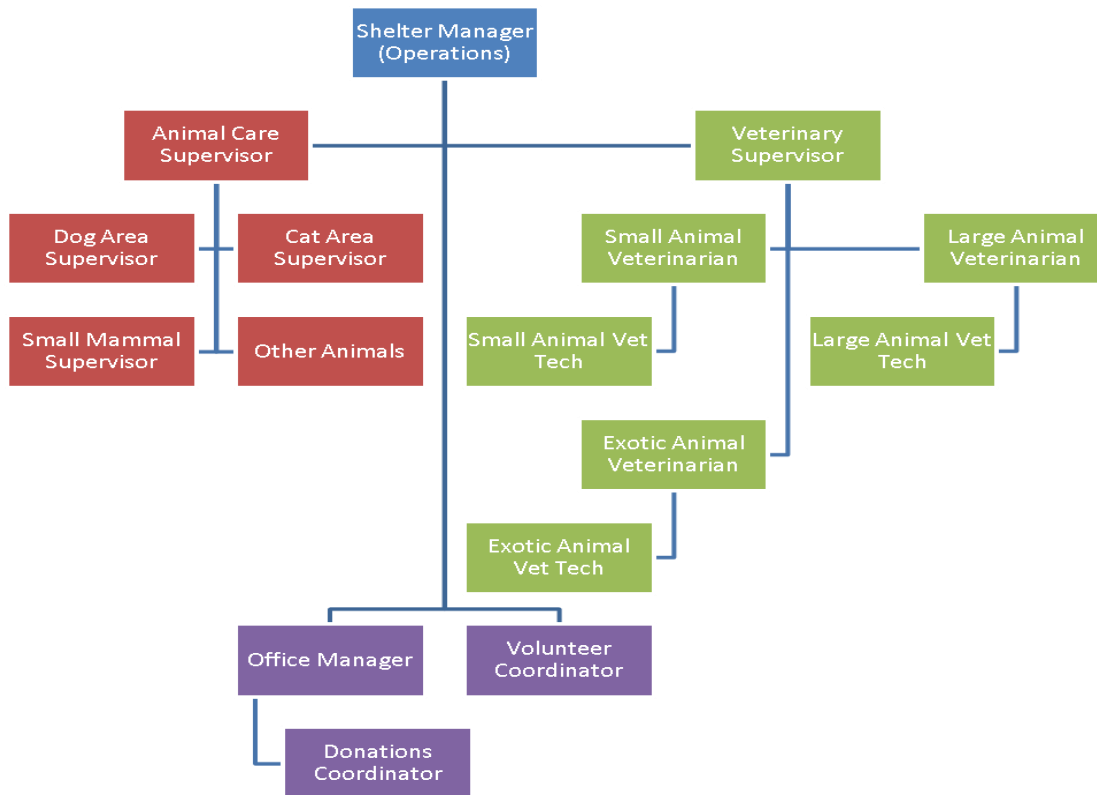 Shelter Manager
(Operations)
Animal Care
Supervisor
Veterinary
Supervisor
Dog Area
Supervisor
Cat Area
Supervisor
Small Animal
Veterinarian
Large Animal
Veterinarian
Small Mammal
Supervisor
Other Animals
Small Animal Vet
Tech
Large Animal Vet
Tech
Exotic Animal
Veterinarian
Exotic Animal
Vet Tech
Office Manager
Volunteer
Coordinator
Donations
Coordinator